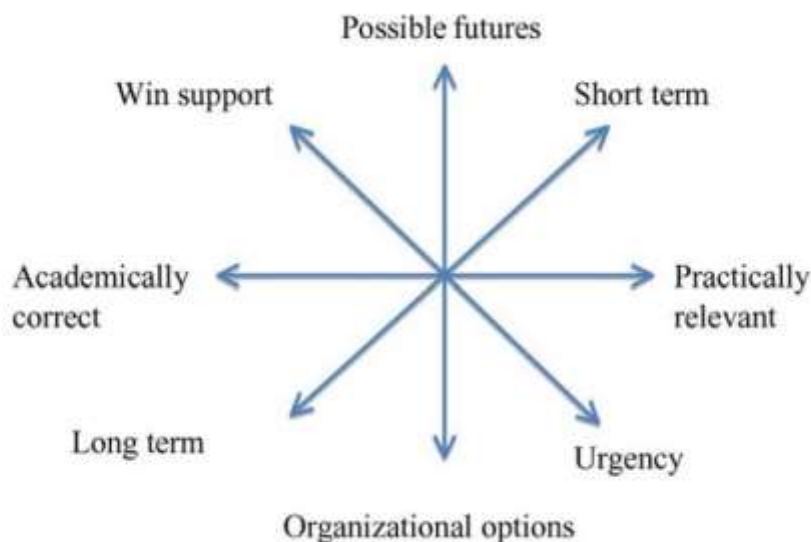 Possible futures
Win support
Short term
Academically
correct
Practically
relevant
Long term
Urgency
Organizational options